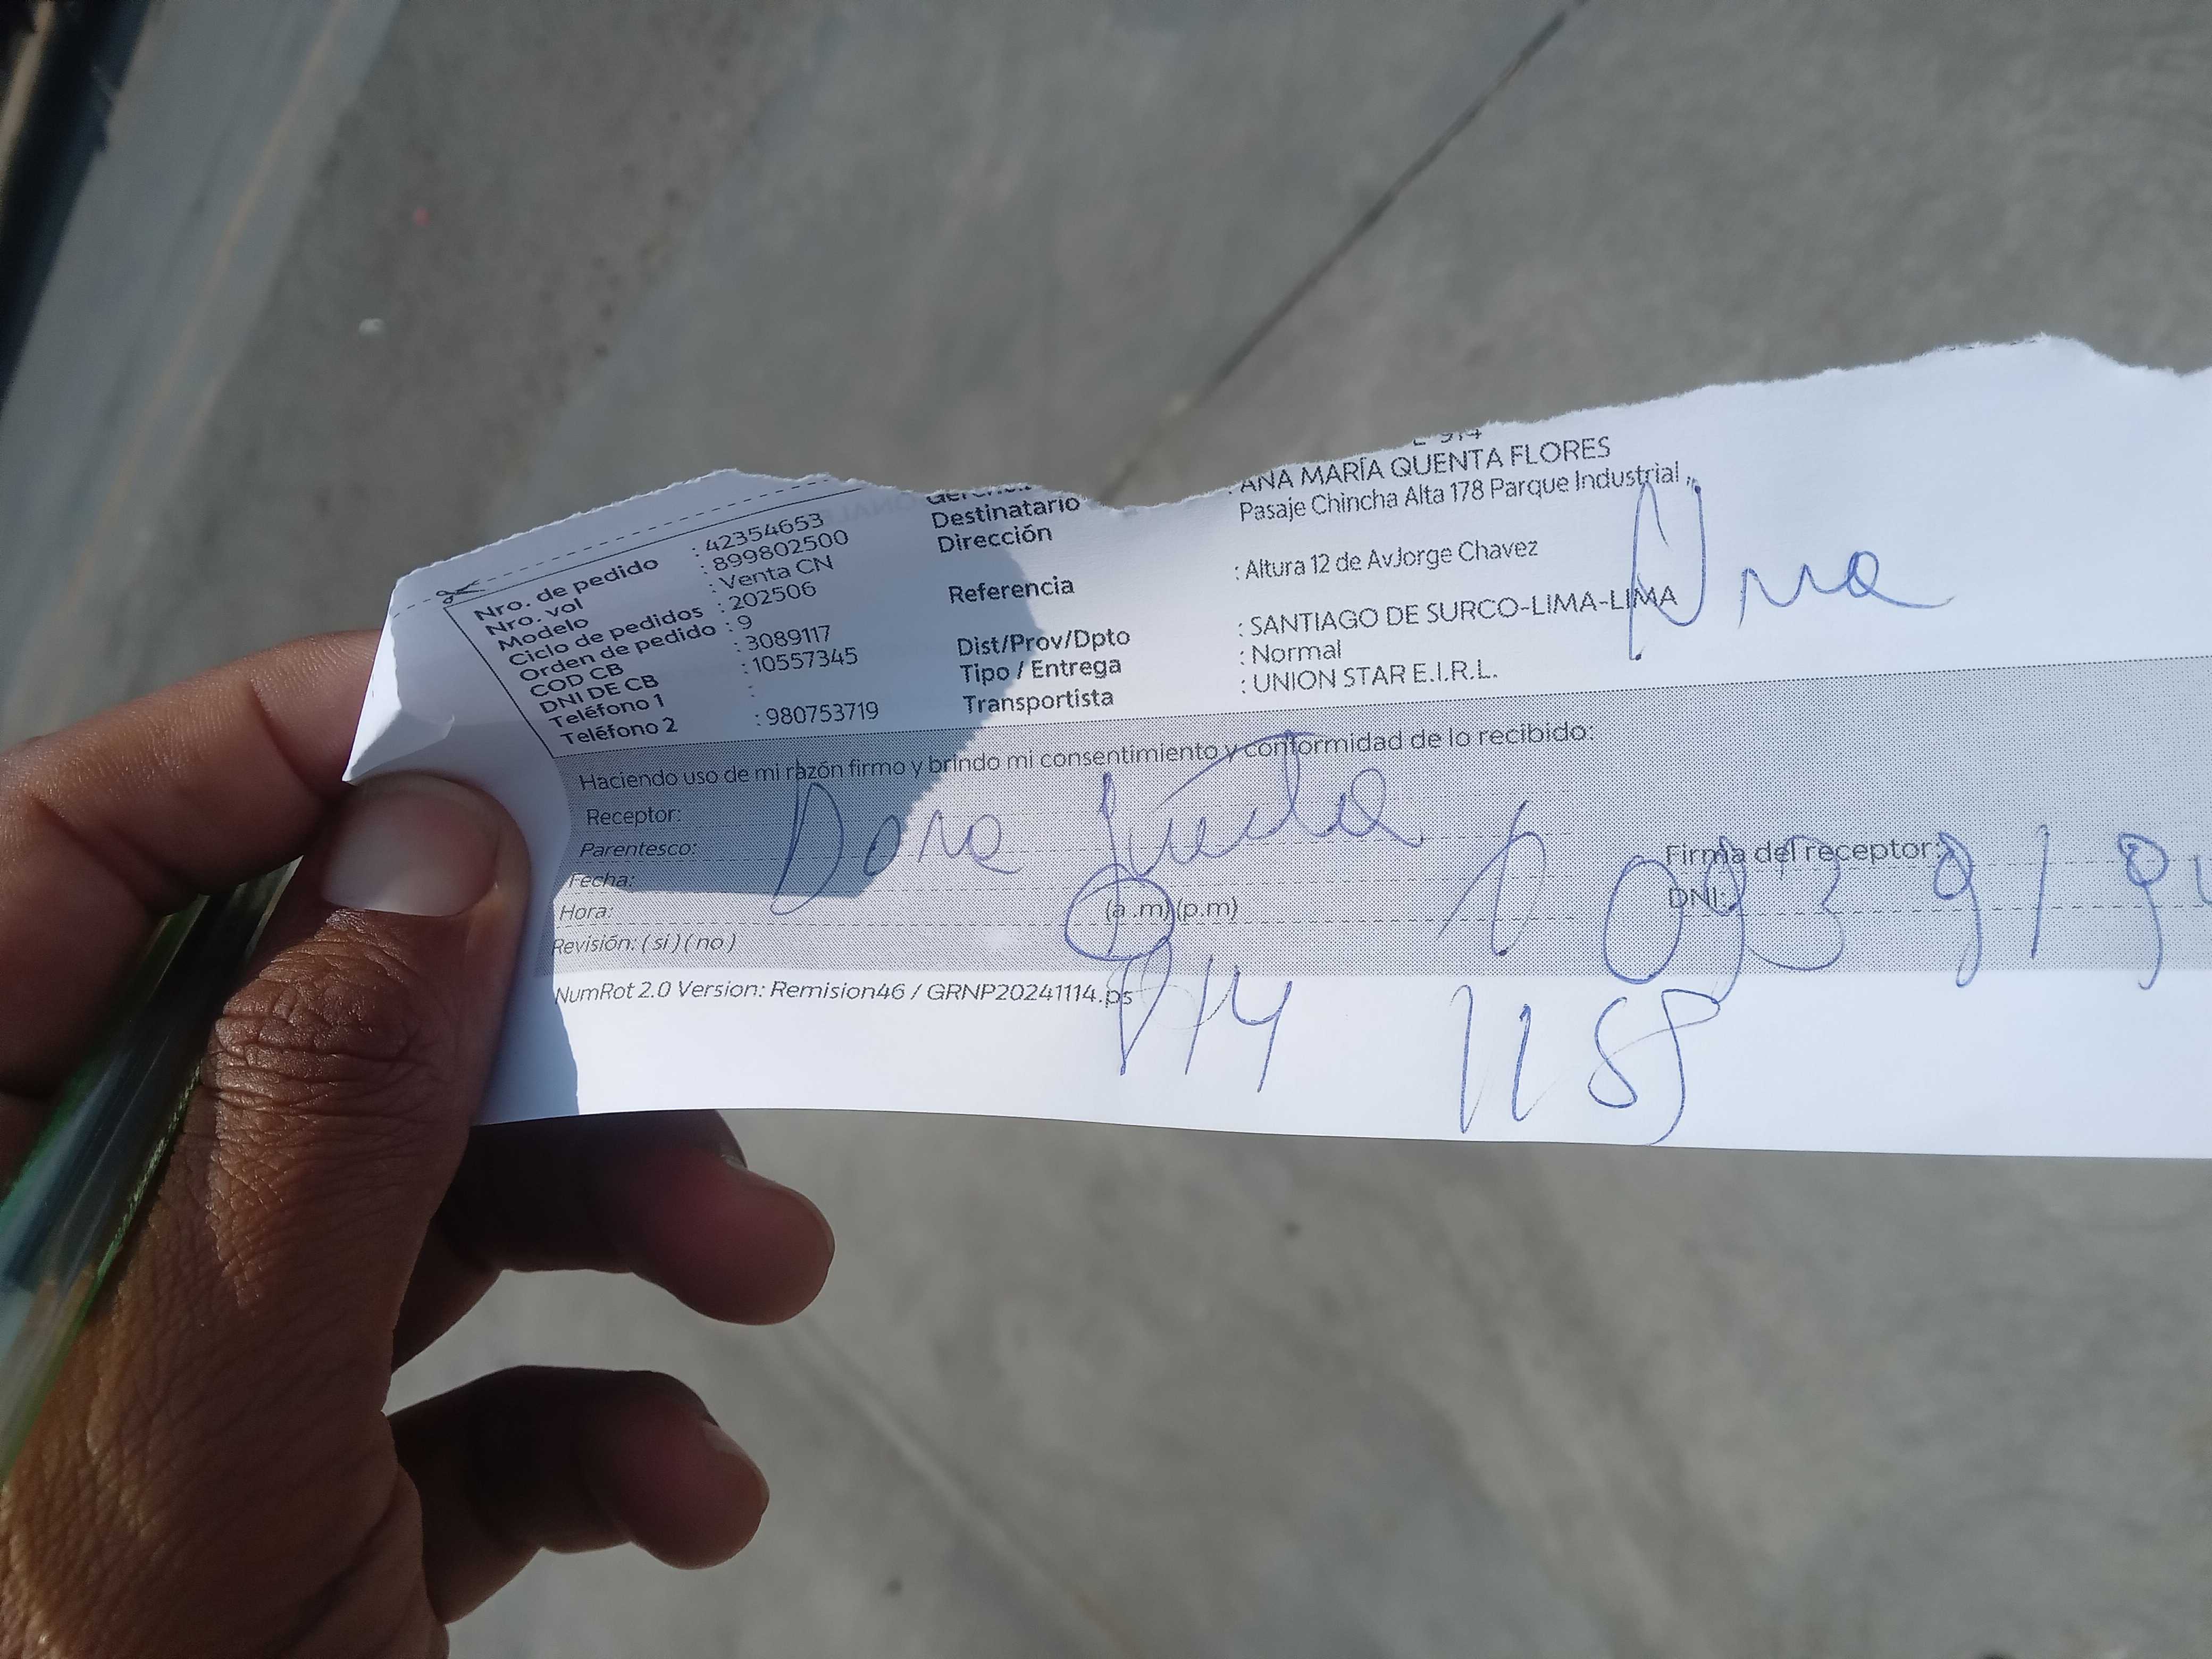 Nro. de pedido : 42354653
Nro. vol : 899802500
Modelo : Venta CN
Ciclo de pedidos : 202506
Orden de pedido : 9
COD CB : 3089117
DNI DE CB : 10557345
Teléfono 1 :
Teléfono 2 : 980753719
Destinatario : ANA MARÍA QUENTA FLORES
Dirección Pasaje Chincha Alta 178 Parque Industrial ,,
Referencia : Altura 12 de AvJorge Chavez
Dist/Prov/Dpto : SANTIAGO DE SURCO-LIMA-LIMA
Tipo / Entrega : Normal
Transportista : UNION STAR E.I.R.L.
Haciendo uso de mi razón firmo y brindo mi consentimiento y conformidad de lo recibido:
Receptor: Dora
Parentesco:
Fecha:
Hora: (a .m) (p.m)
Revisión: ( si ) ( no )
Firma del receptor:
DNI:
NumRot 2.0 Version: Remision46 / GRNP20241114.ps